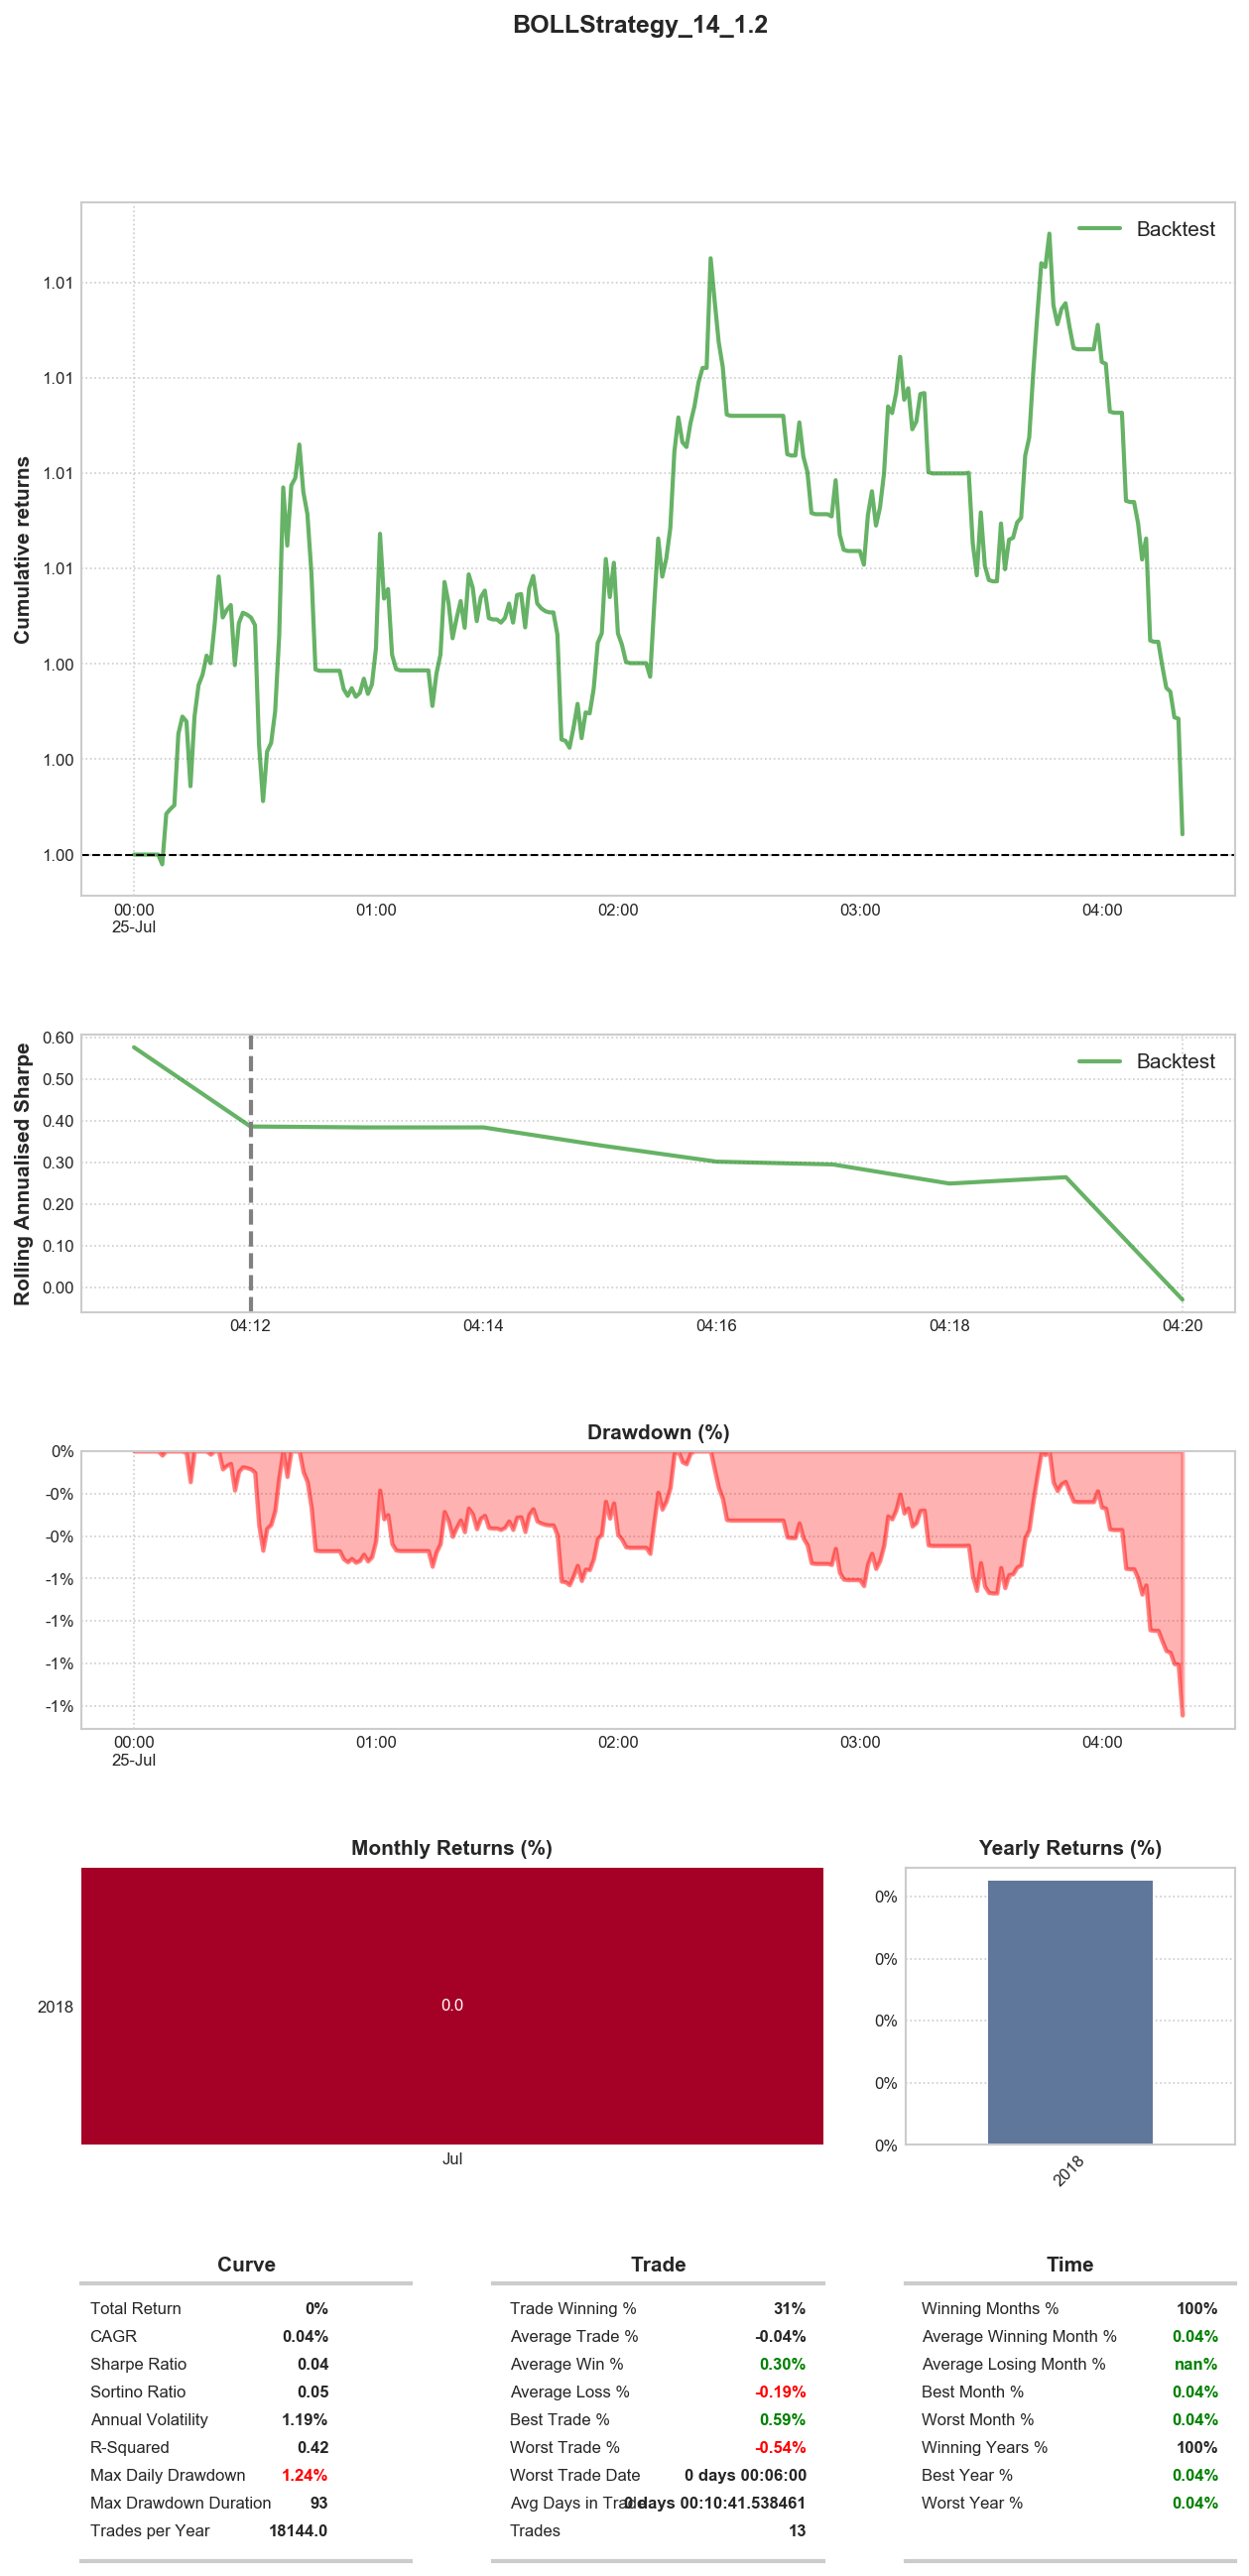 BOLLStrategy_14_1.2
Backtest
Cumulative returns
1.01
1.01
1.01
1.01
1.00
1.00
1.00
00:00 01:00 02:00 03:00 04:00
25-Jul
Backtest
Rolling Annualised Sharpe
0.60
0.50
0.40
0.30
0.20
0.10
0.00
04:12 04:14 04:16 04:18 04:20
Drawdown (%)
0%
-0%
-0%
-1%
-1%
-1%
-1%
00:00 01:00 02:00 03:00 04:00
25-Jul
Monthly Returns (%)
2018
0.0
Jul
Yearly Returns (%)
0%
0%
0%
0%
0%
2018
Curve
Total Return 0%
CAGR 0.04%
Sharpe Ratio 0.04
Sortino Ratio 0.05
Annual Volatility 1.19%
R-Squared 0.42
Max Daily Drawdown 1.24%
Max Drawdown Duration 93
Trades per Year 18144.0
Trade
Trade Winning % 31%
Average Trade % -0.04%
Average Win % 0.30%
Average Loss % -0.19%
Best Trade % 0.59%
Worst Trade % -0.54%
Worst Trade Date 0 days 00:06:00
Avg Days in Trade 0 days 00:10:41.538461
Trades 13
Time
Winning Months % 100%
Average Winning Month % 0.04%
Average Losing Month % nan%
Best Month % 0.04%
Worst Month % 0.04%
Winning Years % 100%
Best Year % 0.04%
Worst Year % 0.04%